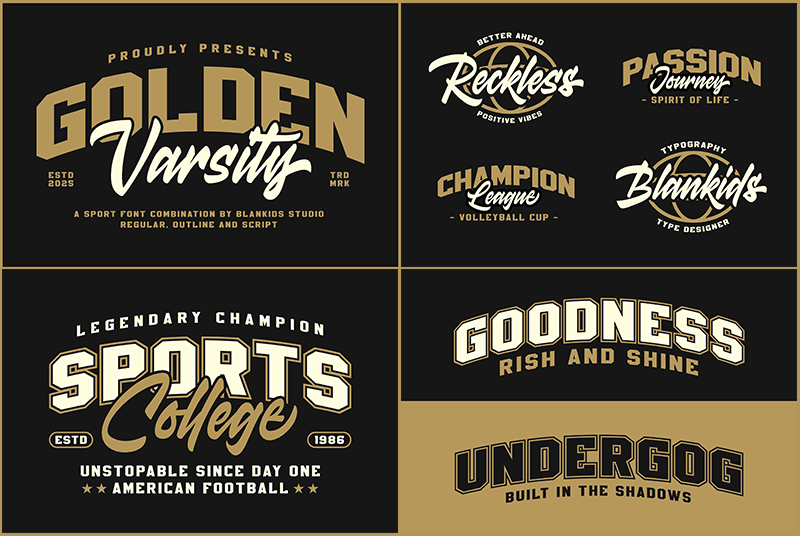 PROUDLY PRESENTS
GOLDEN
Varsity
ESTD
2025
TRD
MRK
A SPORT FONT COMBINATION BY BLANKIDS STUDIO
REGULAR, OUTLINE AND SCRIPT
BETTER AHEAD
Reckless
POSITIVE VIBES
PASSION
Journey
- SPIRIT OF LIFE -
CHAMPION
League
- VOLLEYBALL CUP -
TYPOGRAPHY
Blankids
TYPE DESIGNER
LEGENDARY CHAMPION
SPORTS
College
ESTD
1986
UNSTOPABLE SINCE DAY ONE
★★ AMERICAN FOOTBALL ★★
GOODNESS
RISH AND SHINE
UNDERGOG
BUILT IN THE SHADOWS